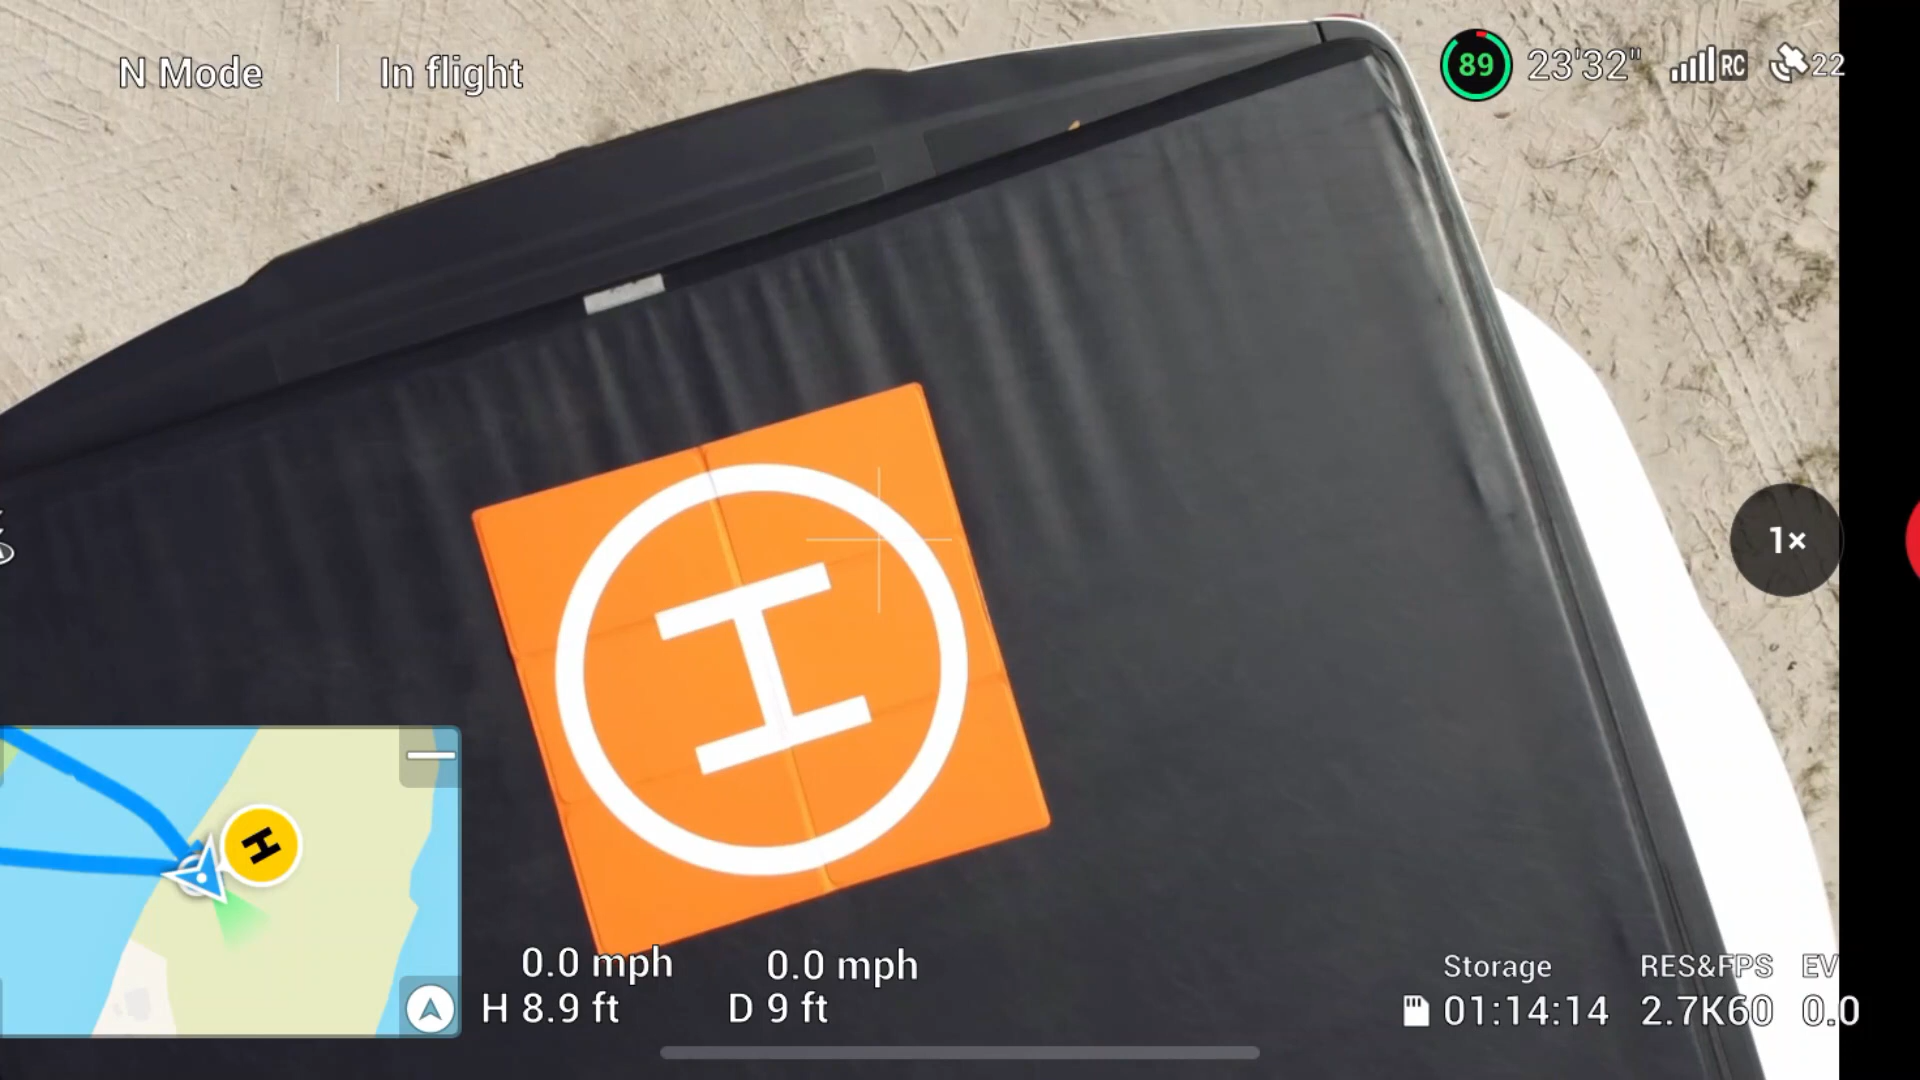 N Mode
In flight
89
23'32"
RC
22
H
1×
H
0.0 mph
0.0 mph
H 8.9 ft
D 9 ft
Storage
01:14:14
RES&FPS
2.7K60
EV
0.0